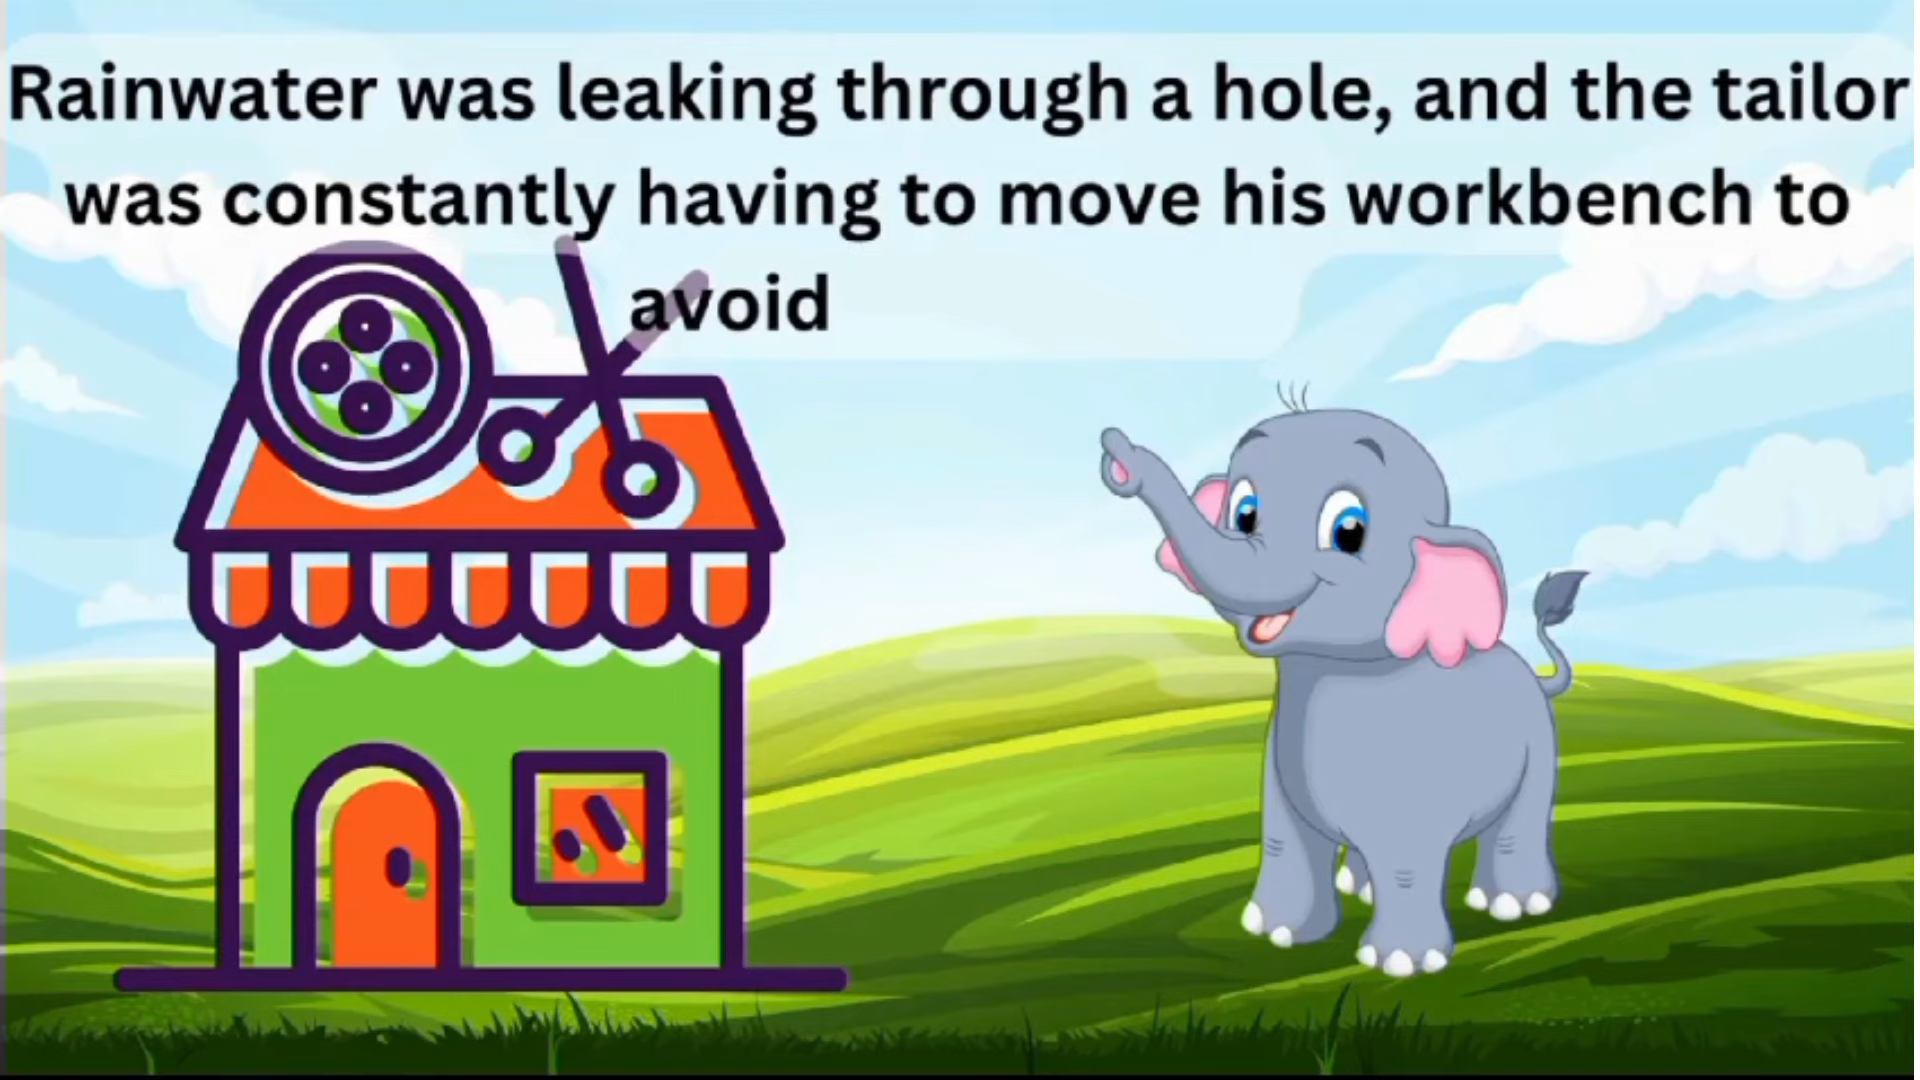 Rainwater was leaking through a hole, and the tailor
was constantly having to move his workbench to
avoid